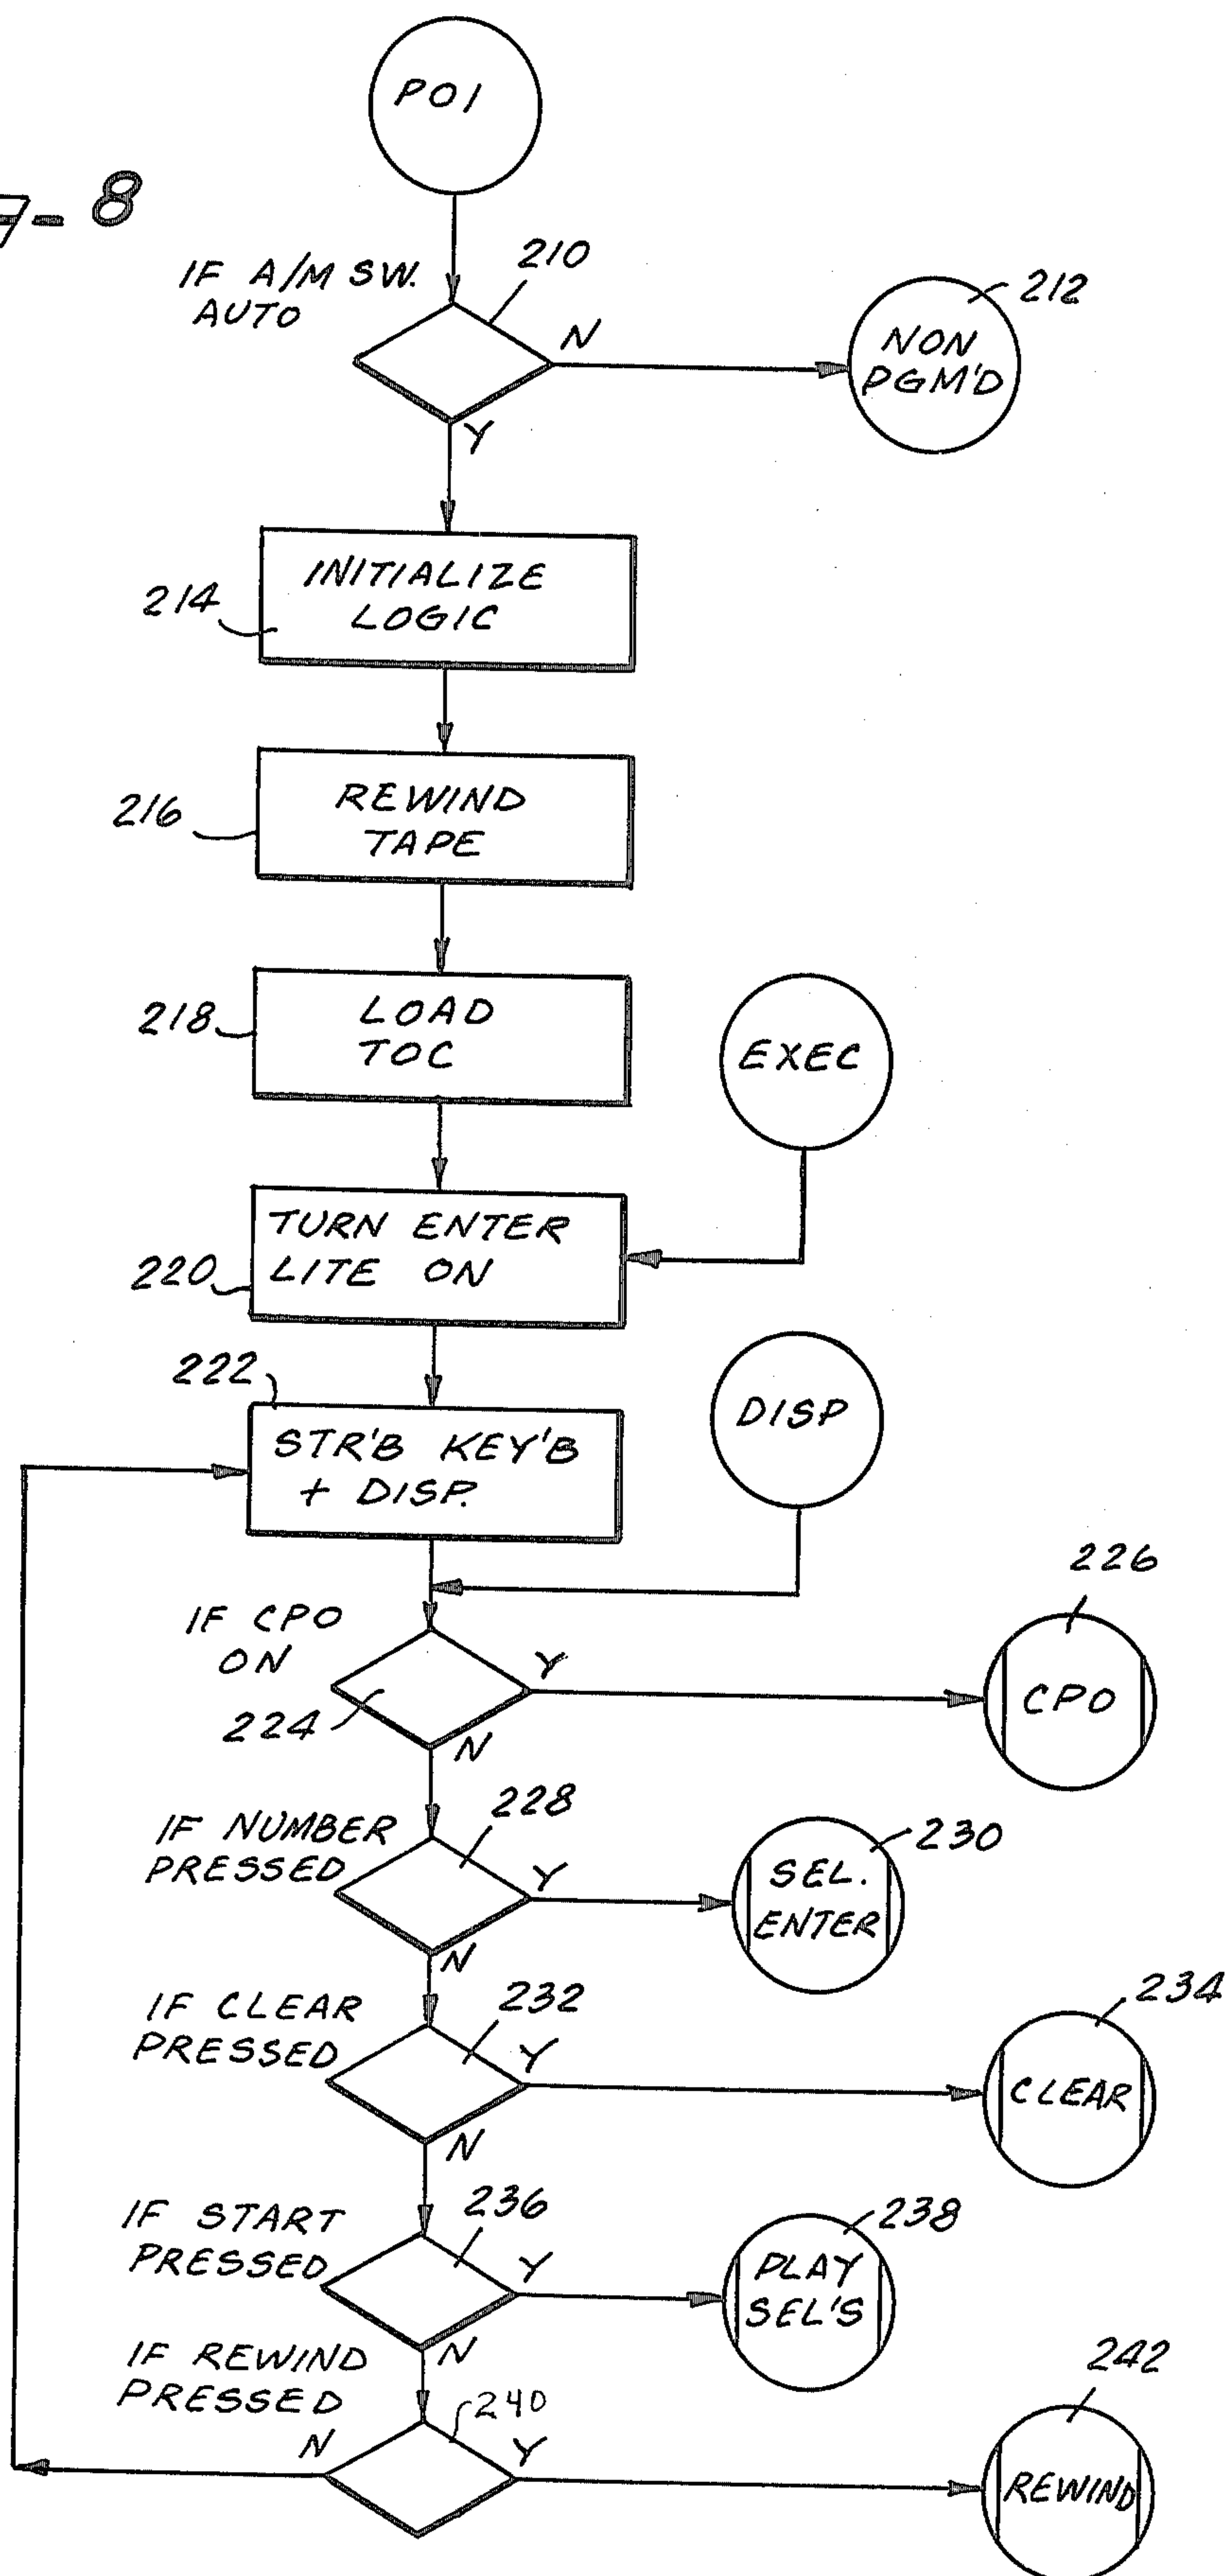 - 8
POI
IF A/M SW.
AUTO
210
N
212
NON
PGM'D
Y
INITIALIZE
LOGIC
214
REWIND
TAPE
216
LOAD
TOC
218
EXEC
TURN ENTER
LITE ON
220
222
STR'B KEY'B
+ DISP.
DISP
226
IF CPO
ON
Y
CPO
224
N
228
IF NUMBER
PRESSED
Y
230
SEL.
ENTER
N
232
IF CLEAR
PRESSED
Y
234
CLEAR
N
236
IF START
PRESSED
Y
238
PLAY
SEL'S
N
IF REWIND
PRESSED
240
242
N
Y
REWIND